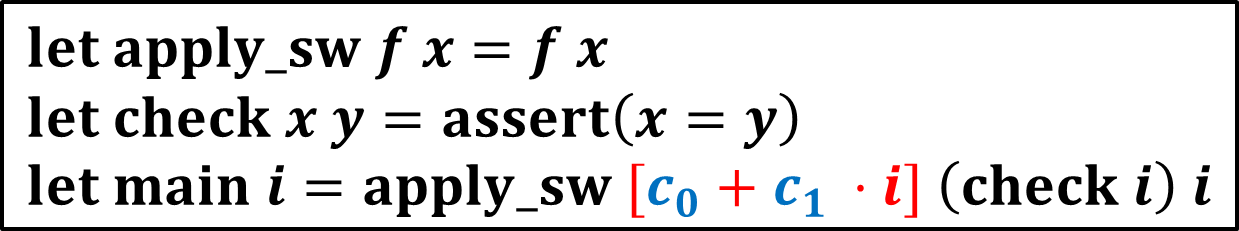 let apply_sw f x = f x
let check x y = assert(x = y)
let main i = apply_sw [c₀ + c₁ · i] (check i) i